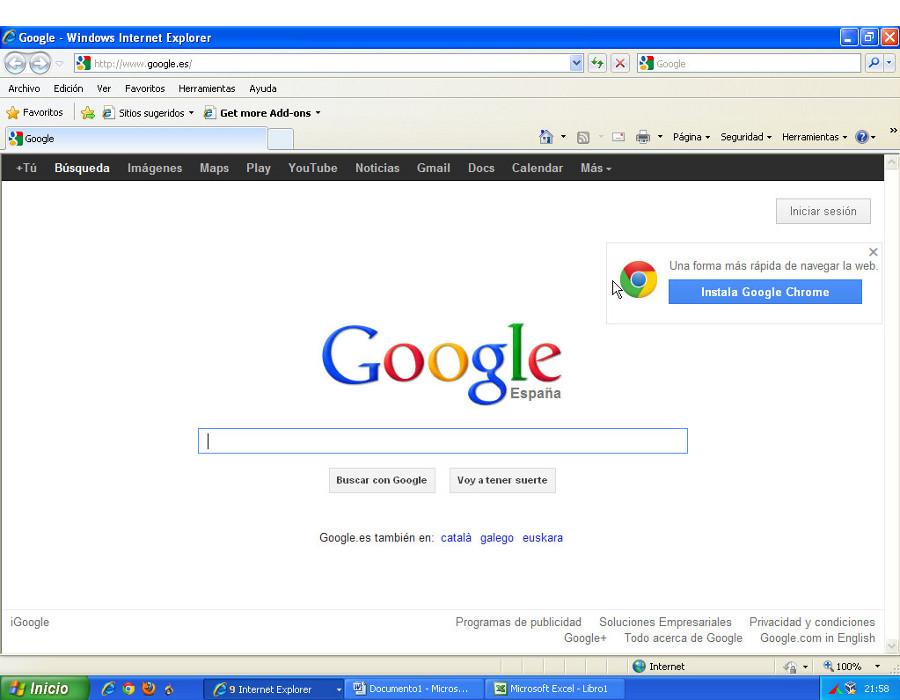 Google - Windows Internet Explorer
http://www.google.es/
Google
Archivo Edición Ver Favoritos Herramientas Ayuda
Favoritos Sitios sugeridos Get more Add-ons
Google
Página Seguridad Herramientas »
+Tú Búsqueda Imágenes Maps Play YouTube Noticias Gmail Docs Calendar Más
Iniciar sesión
Una forma más rápida de navegar la web.
Instala Google Chrome
Google
España
Buscar con Google Voy a tener suerte
Google.es también en: català galego euskara
iGoogle Programas de publicidad Soluciones Empresariales Privacidad y condiciones
Google+ Todo acerca de Google Google.com in English
Internet 100%
Inicio 9 Internet Explorer Documento1 - Micros... Microsoft Excel - Libro1 21:58